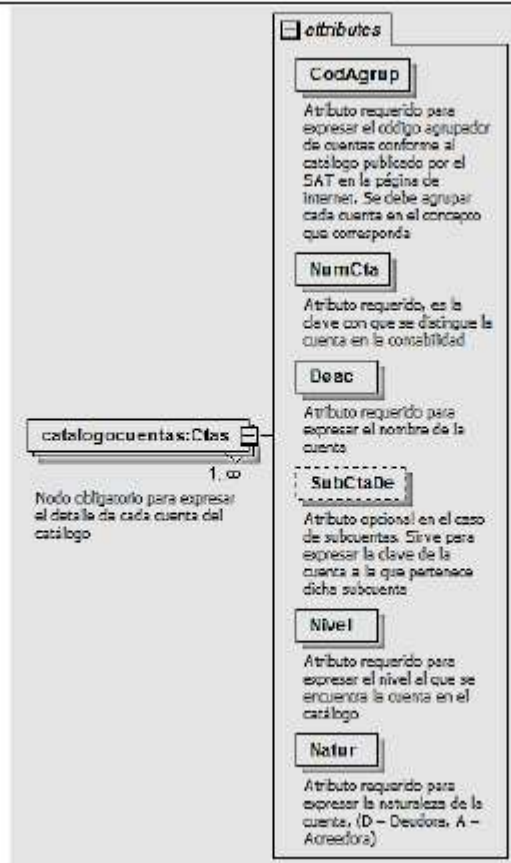 attributes
CodAgrup
Atributo requerido para
expresar el código agrupador
de cuentas conforme al
catálogo publicado por el
SAT en la página de
internet. Se debe agrupar
cada cuenta en el concepto
que corresponda
NumCta
Atributo requerido, es la
clave con que se distingue la
cuenta en la contabilidad
Desc
Atributo requerido para
expresar el nombre de la
cuenta
catalogocuentas:Ctas
1..∞
Nodo obligatorio para expresar
el detalle de cada cuenta del
catálogo
SubCtaDe
Atributo opcional en el caso
de subcuentas. Sirve para
expresar la clave de la
cuenta a la que pertenece
dicha subcuenta
Nivel
Atributo requerido para
expresar el nivel al que se
encuentra la cuenta en el
catálogo
Natur
Atributo requerido para
expresar la naturaleza de la
cuenta. (D – Deudora, A –
Acreedora)